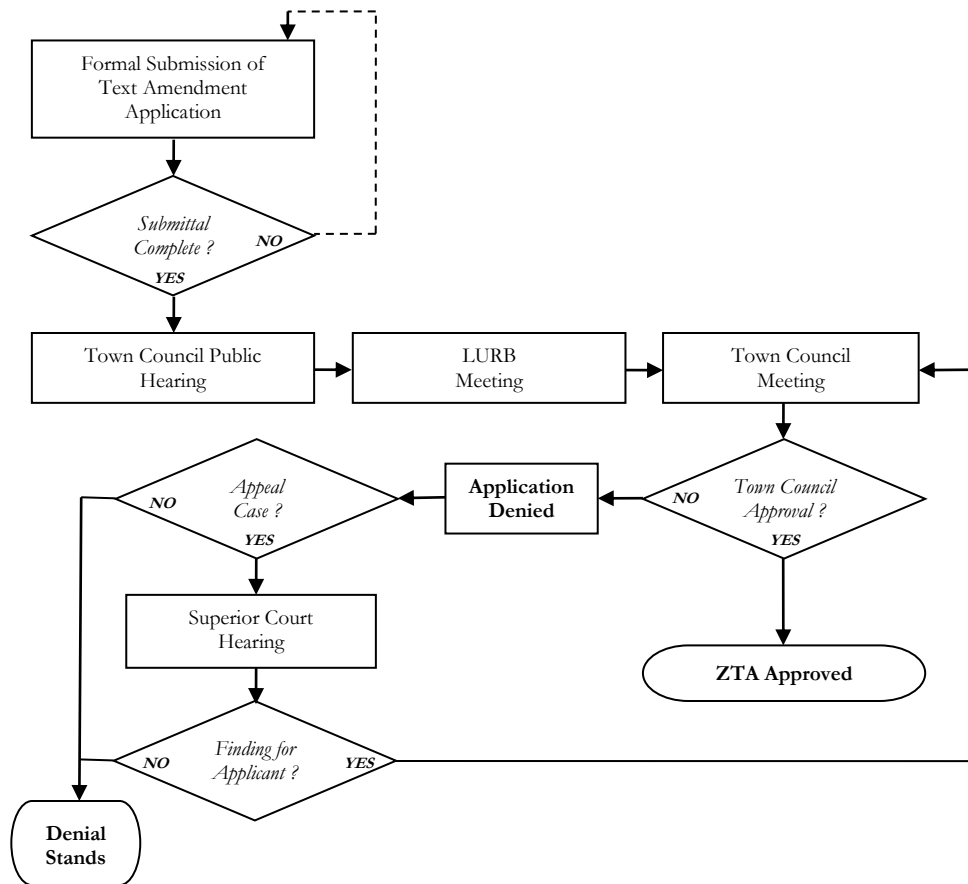 Formal Submission of
Text Amendment
Application
Submittal
Complete ?
NO
YES
Town Council Public
Hearing
LURB
Meeting
Town Council
Meeting
Appeal
Case ?
NO
YES
Application
Denied
NO
Town Council
Approval ?
YES
Superior Court
Hearing
ZTA Approved
NO
Finding for
Applicant ?
YES
Denial
Stands